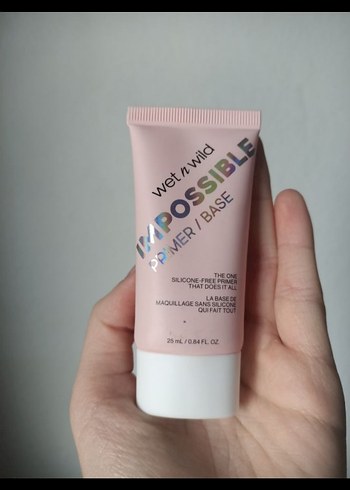 wet n wild
IMPOSSIBLE
PRIMER / BASE
THE ONE
SILICONE-FREE PRIMER
THAT DOES IT ALL
LA BASE DE
MAQUILLAGE SANS SILICONE
QUI FAIT TOUT
25 mL / 0.84 FL. OZ.